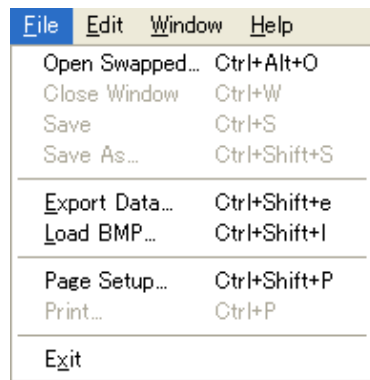 File Edit Window Help
Open Swapped... Ctrl+Alt+O
Close Window Ctrl+W
Save Ctrl+S
Save As... Ctrl+Shift+S
Export Data... Ctrl+Shift+e
Load BMP... Ctrl+Shift+l
Page Setup... Ctrl+Shift+P
Print... Ctrl+P
Exit